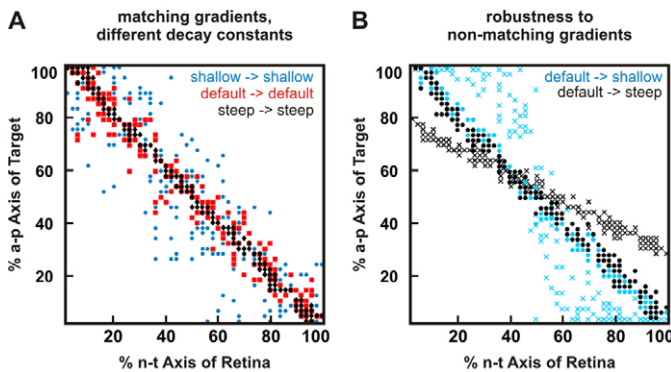 A
matching gradients,
different decay constants
shallow -> shallow
default -> default
steep -> steep
100
80
60
40
20
% a-p Axis of Target
20 40 60 80 100
% n-t Axis of Retina
B
robustness to
non-matching gradients
default -> shallow
default -> steep
100
80
60
40
20
% a-p Axis of Target
20 40 60 80 100
% n-t Axis of Retina